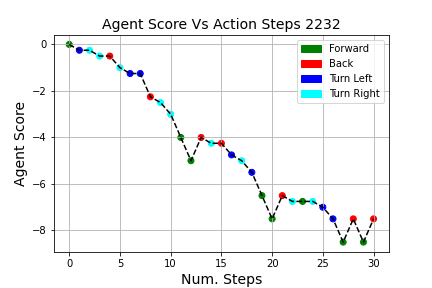 Agent Score Vs Action Steps 2232
Forward
Back
Turn Left
Turn Right
Agent Score
0
−2
−4
−6
−8
0 5 10 15 20 25 30
Num. Steps